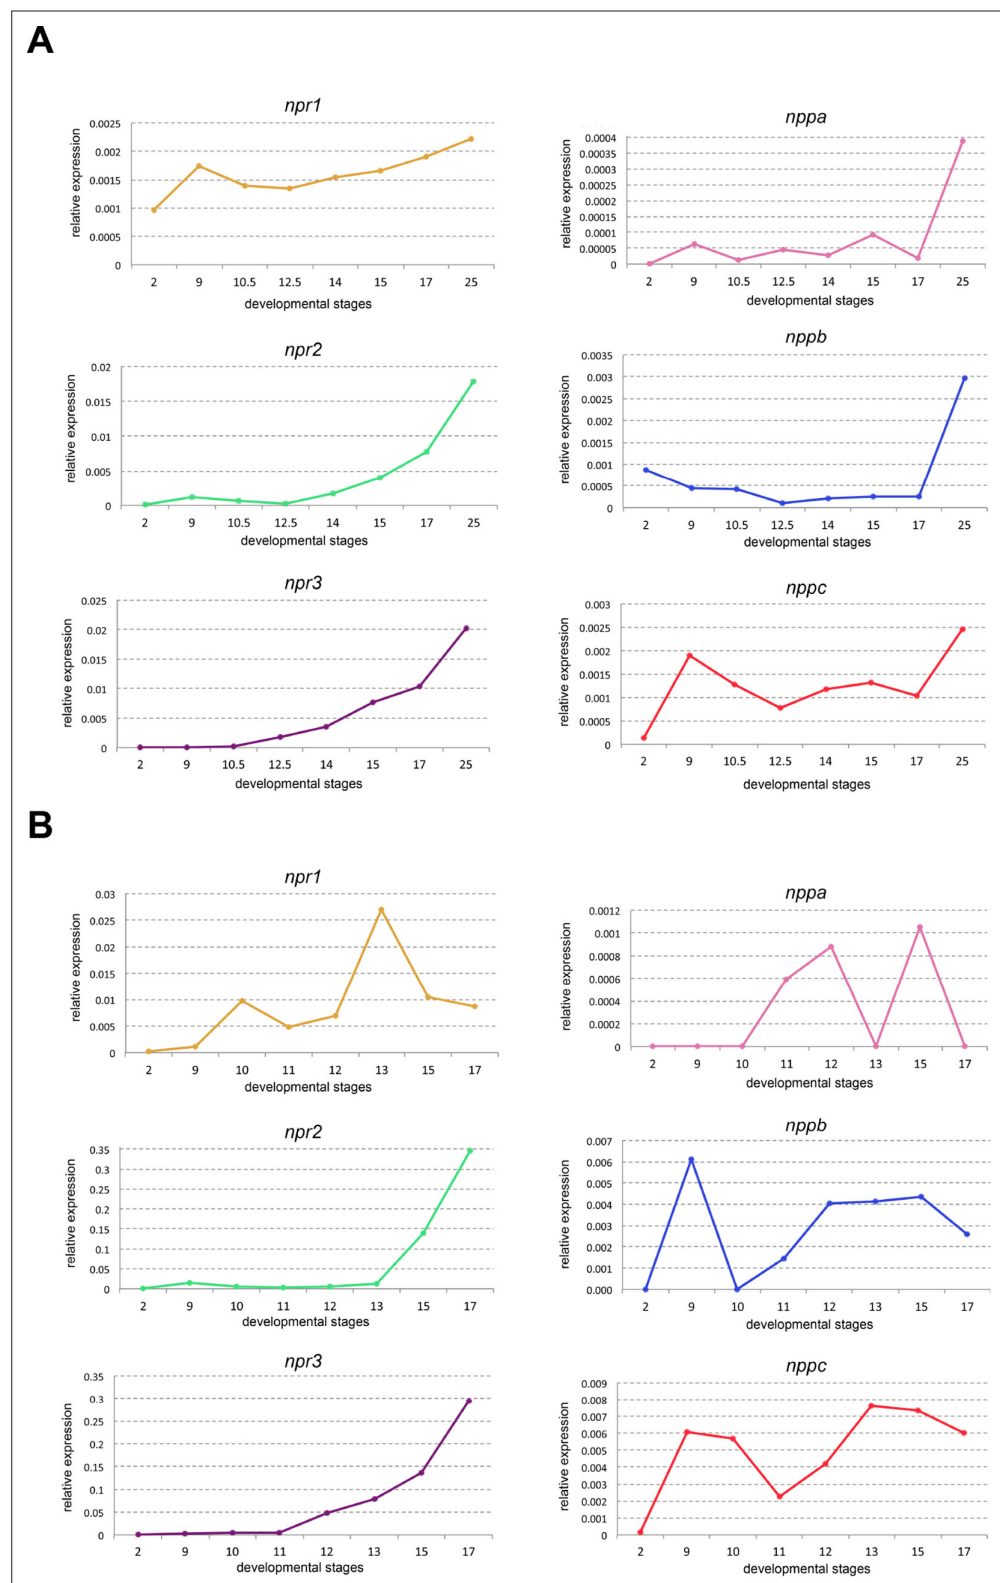 A
npr1
relative expression
0.0025
0.002
0.0015
0.001
0.0005
0
2 9 10.5 12.5 14 15 17 25
developmental stages
nppa
relative expression
0.0004
0.00035
0.0003
0.00025
0.0002
0.00015
0.0001
0.00005
0
2 9 10.5 12.5 14 15 17 25
developmental stages
npr2
relative expression
0.02
0.015
0.01
0.005
0
2 9 10.5 12.5 14 15 17 25
developmental stages
nppb
relative expression
0.0035
0.003
0.0025
0.002
0.0015
0.001
0.0005
0
2 9 10.5 12.5 14 15 17 25
developmental stages
npr3
relative expression
0.025
0.02
0.015
0.01
0.005
0
2 9 10.5 12.5 14 15 17 25
developmental stages
nppc
relative expression
0.003
0.0025
0.002
0.0015
0.001
0.0005
0
2 9 10.5 12.5 14 15 17 25
developmental stages
B
npr1
relative expression
0.03
0.025
0.02
0.015
0.01
0.005
0
2 9 10 11 12 13 15 17
developmental stages
nppa
relative expression
0.0012
0.001
0.0008
0.0006
0.0004
0.0002
0
2 9 10 11 12 13 15 17
developmental stages
npr2
relative expression
0.35
0.3
0.25
0.2
0.15
0.1
0.05
0
2 9 10 11 12 13 15 17
developmental stages
nppb
relative expression
0.007
0.006
0.005
0.004
0.003
0.002
0.001
0.000
2 9 10 11 12 13 15 17
developmental stages
npr3
relative expression
0.35
0.3
0.25
0.2
0.15
0.1
0.05
0
2 9 10 11 12 13 15 17
developmental stages
nppc
relative expression
0.009
0.008
0.007
0.006
0.005
0.004
0.003
0.002
0.001
0.000
2 9 10 11 12 13 15 17
developmental stages